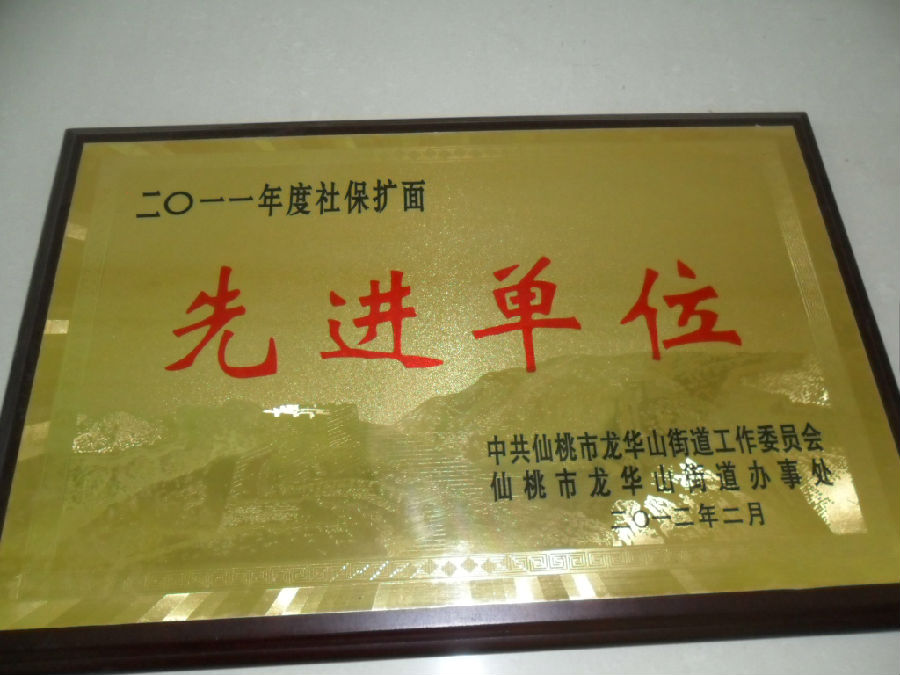 二〇一一年度社保扩面
先进单位
中共仙桃市龙华山街道工作委员会
仙桃市龙华山街道办事处
二〇一二年二月